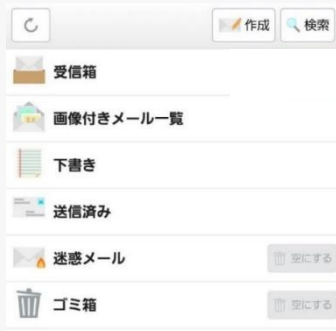 作成 検索
受信箱
画像付きメール一覧
下書き
送信済み
迷惑メール 空にする
ゴミ箱 空にする